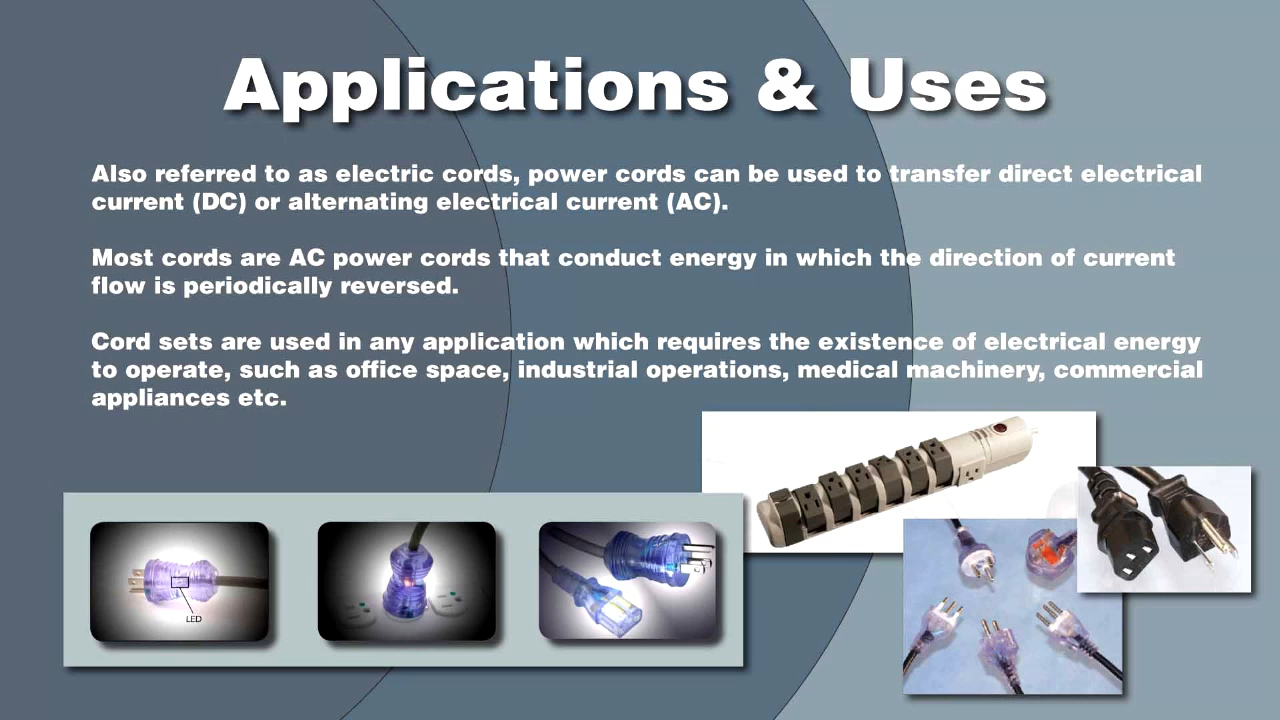 Applications & Uses
Also referred to as electric cords, power cords can be used to transfer direct electrical
current (DC) or alternating electrical current (AC).
Most cords are AC power cords that conduct energy in which the direction of current
flow is periodically reversed.
Cord sets are used in any application which requires the existence of electrical energy
to operate, such as office space, industrial operations, medical machinery, commercial
appliances etc.
LED